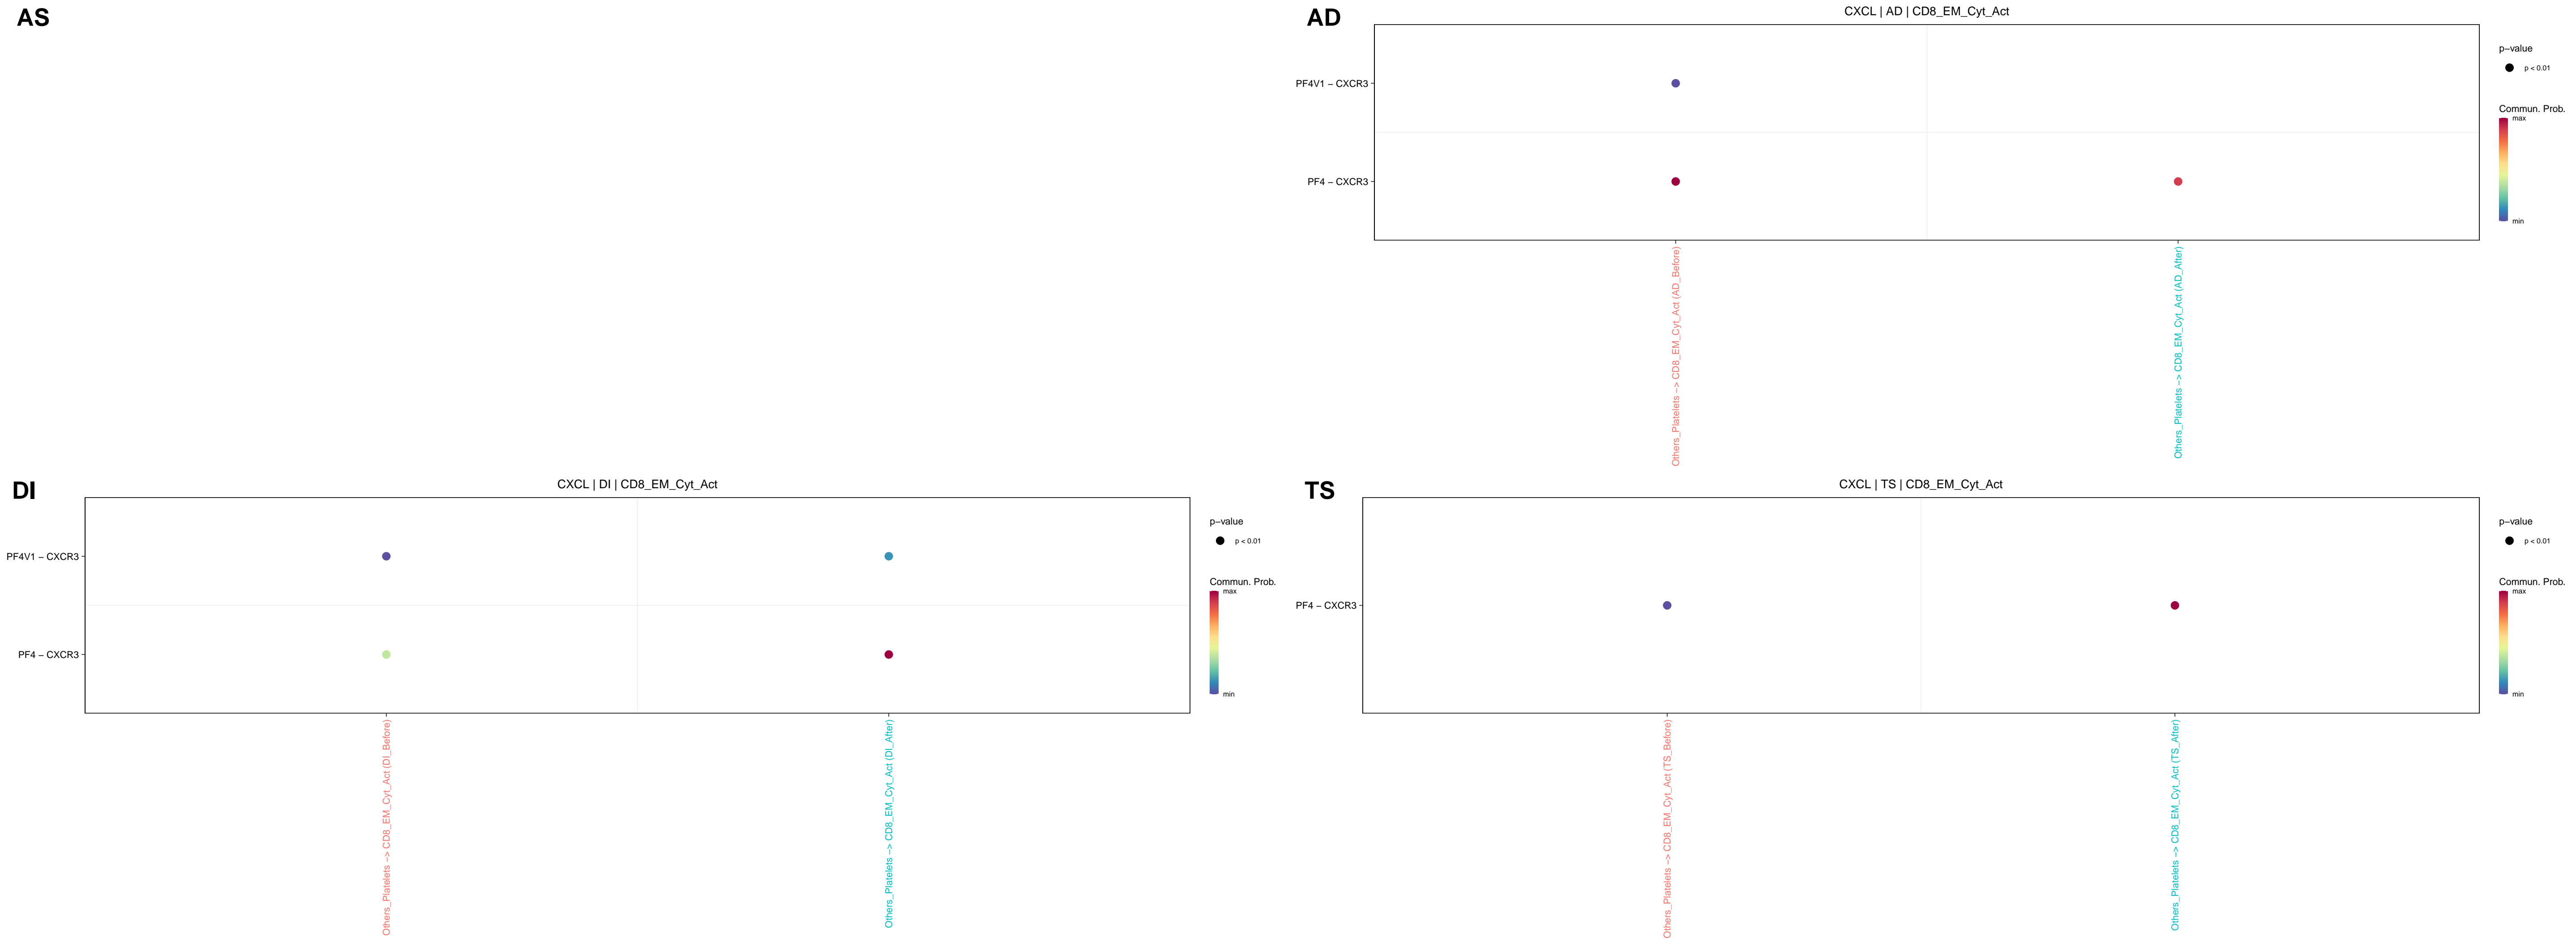 AS
AD
CXCL | AD | CD8_EM_Cyt_Act
PF4V1 − CXCR3
PF4 − CXCR3
Others_Platelets −> CD8_EM_Cyt_Act (AD_Before)
Others_Platelets −> CD8_EM_Cyt_Act (AD_After)
p−value
p < 0.01
Commun. Prob.
max
min
DI
CXCL | DI | CD8_EM_Cyt_Act
PF4V1 − CXCR3
PF4 − CXCR3
Others_Platelets −> CD8_EM_Cyt_Act (DI_Before)
Others_Platelets −> CD8_EM_Cyt_Act (DI_After)
p−value
p < 0.01
Commun. Prob.
max
min
TS
CXCL | TS | CD8_EM_Cyt_Act
PF4 − CXCR3
Others_Platelets −> CD8_EM_Cyt_Act (TS_Before)
Others_Platelets −> CD8_EM_Cyt_Act (TS_After)
p−value
p < 0.01
Commun. Prob.
max
min